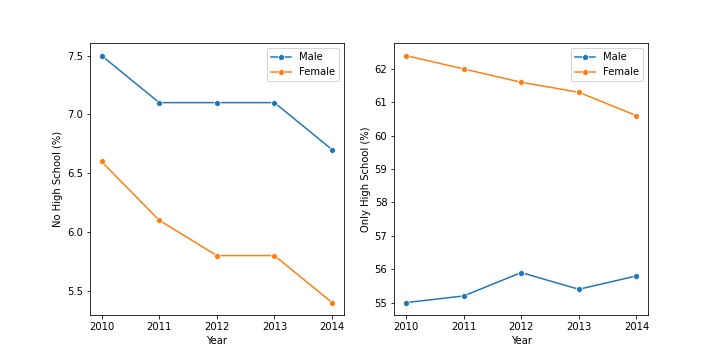 No High School (%)
7.5
7.0
6.5
6.0
5.5
2010 2011 2012 2013 2014
Year
Male
Female
Only High School (%)
62
61
60
59
58
57
56
55
2010 2011 2012 2013 2014
Year
Male
Female